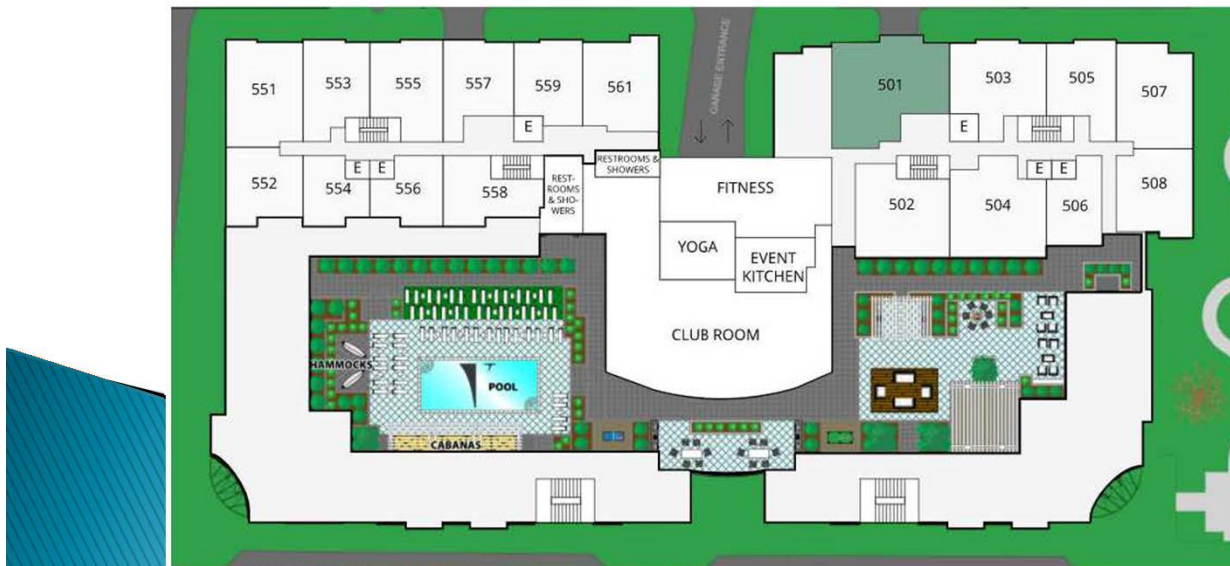 GARAGE ENTRANCE
551
553
555
557
559
561
501
503
505
507
E
E
RESTROOMS &
SHOWERS
552
E
E
554
556
558
REST-
ROOMS
& SHO-
WERS
FITNESS
502
504
E
E
506
508
YOGA
EVENT
KITCHEN
CLUB ROOM
HAMMOCKS
POOL
CABANAS